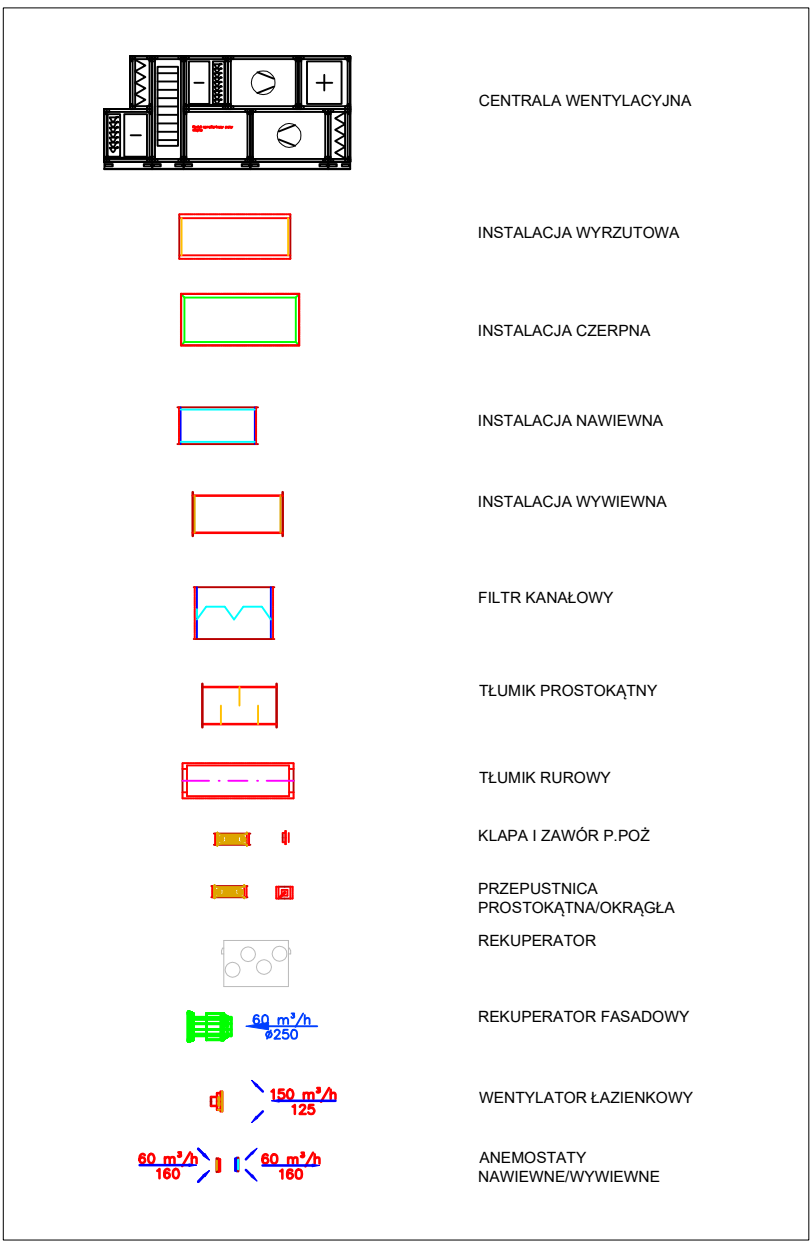 CENTRALA WENTYLACYJNA
INSTALACJA WYRZUTOWA
INSTALACJA CZERPNA
INSTALACJA NAWIEWNA
INSTALACJA WYWIEWNA
FILTR KANAŁOWY
TŁUMIK PROSTOKĄTNY
TŁUMIK RUROWY
KLAPA I ZAWÓR P.POŻ
PRZEPUSTNICA
PROSTOKĄTNA/OKRĄGŁA
REKUPERATOR
60 m³/h
ø250
REKUPERATOR FASADOWY
150 m³/h
125
WENTYLATOR ŁAZIENKOWY
60 m³/h
160
60 m³/h
160
ANEMOSTATY
NAWIEWNE/WYWIEWNE